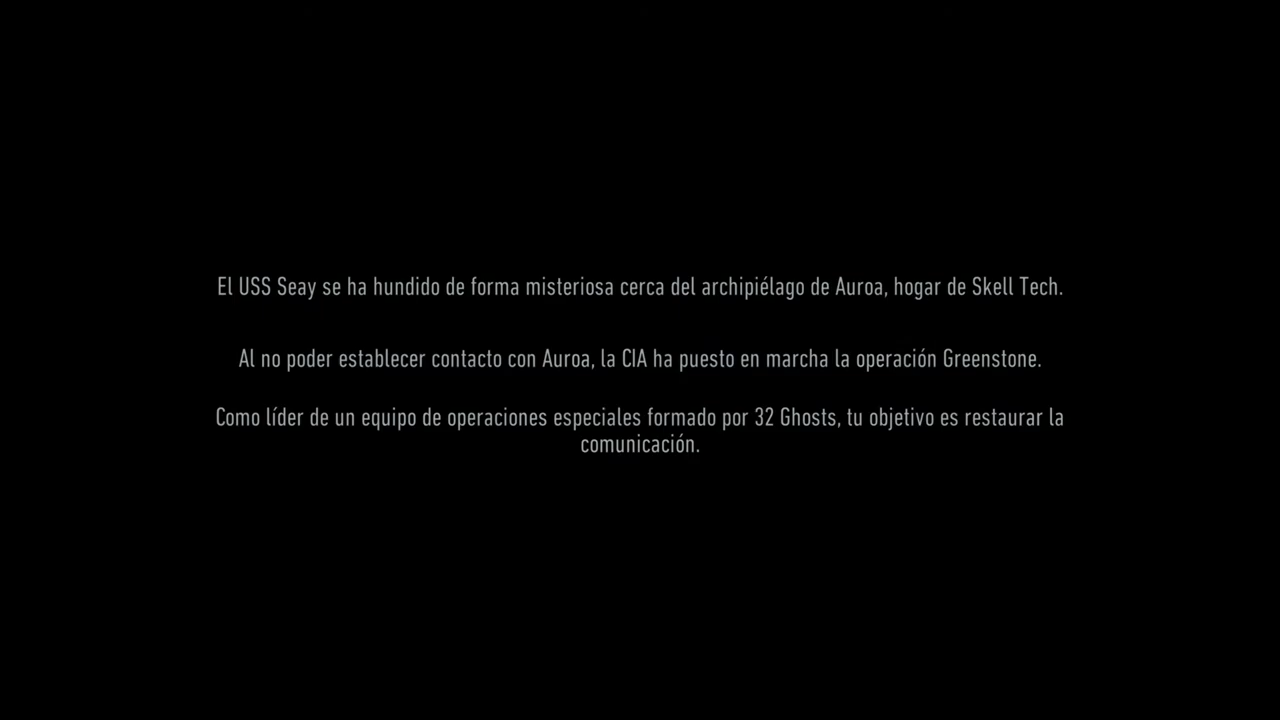 El USS Seay se ha hundido de forma misteriosa cerca del archipiélago de Auroa, hogar de Skell Tech.
Al no poder establecer contacto con Auroa, la CIA ha puesto en marcha la operación Greenstone.
Como líder de un equipo de operaciones especiales formado por 32 Ghosts, tu objetivo es restaurar la
comunicación.